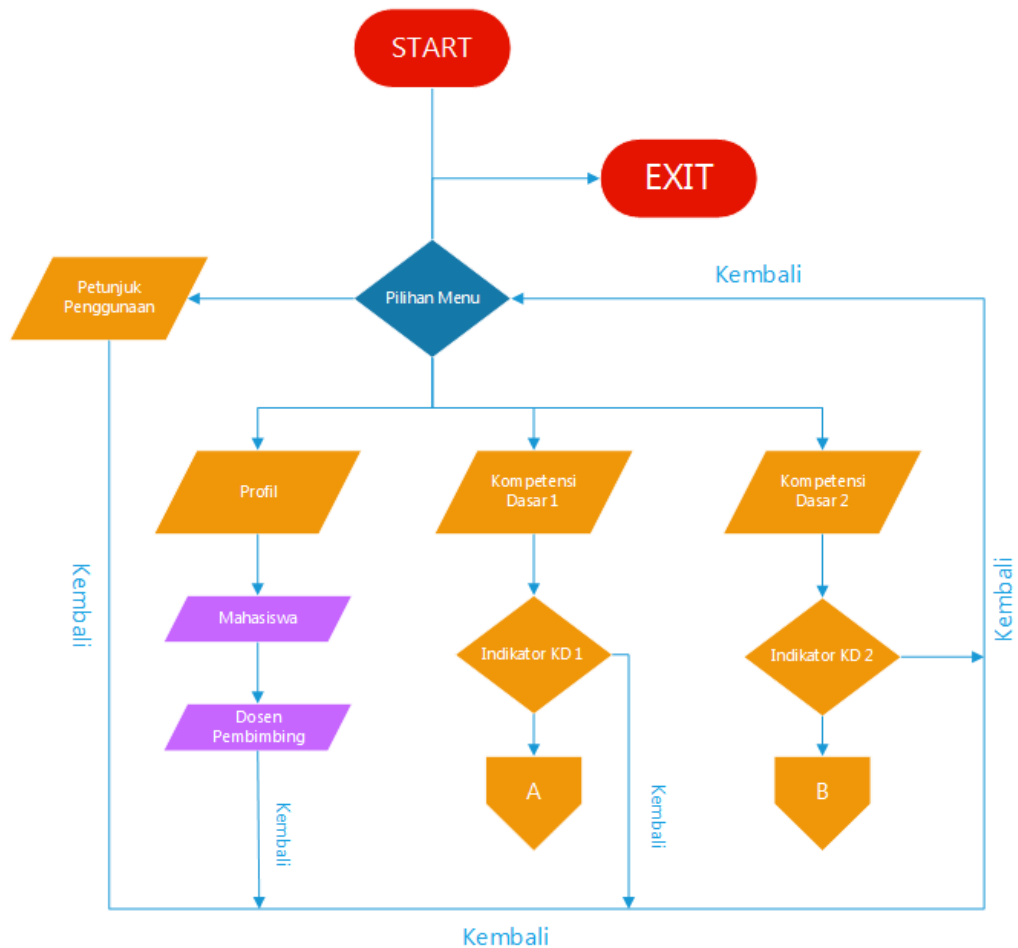 START
EXIT
Petunjuk
Penggunaan
Pilihan Menu
Kembali
Profil
Kompetensi
Dasar 1
Kompetensi
Dasar 2
Kembali
Kembali
Mahasiswa
Indikator KD 1
Indikator KD 2
Dosen
Pembimbing
A
B
Kembali
Kembali
Kembali